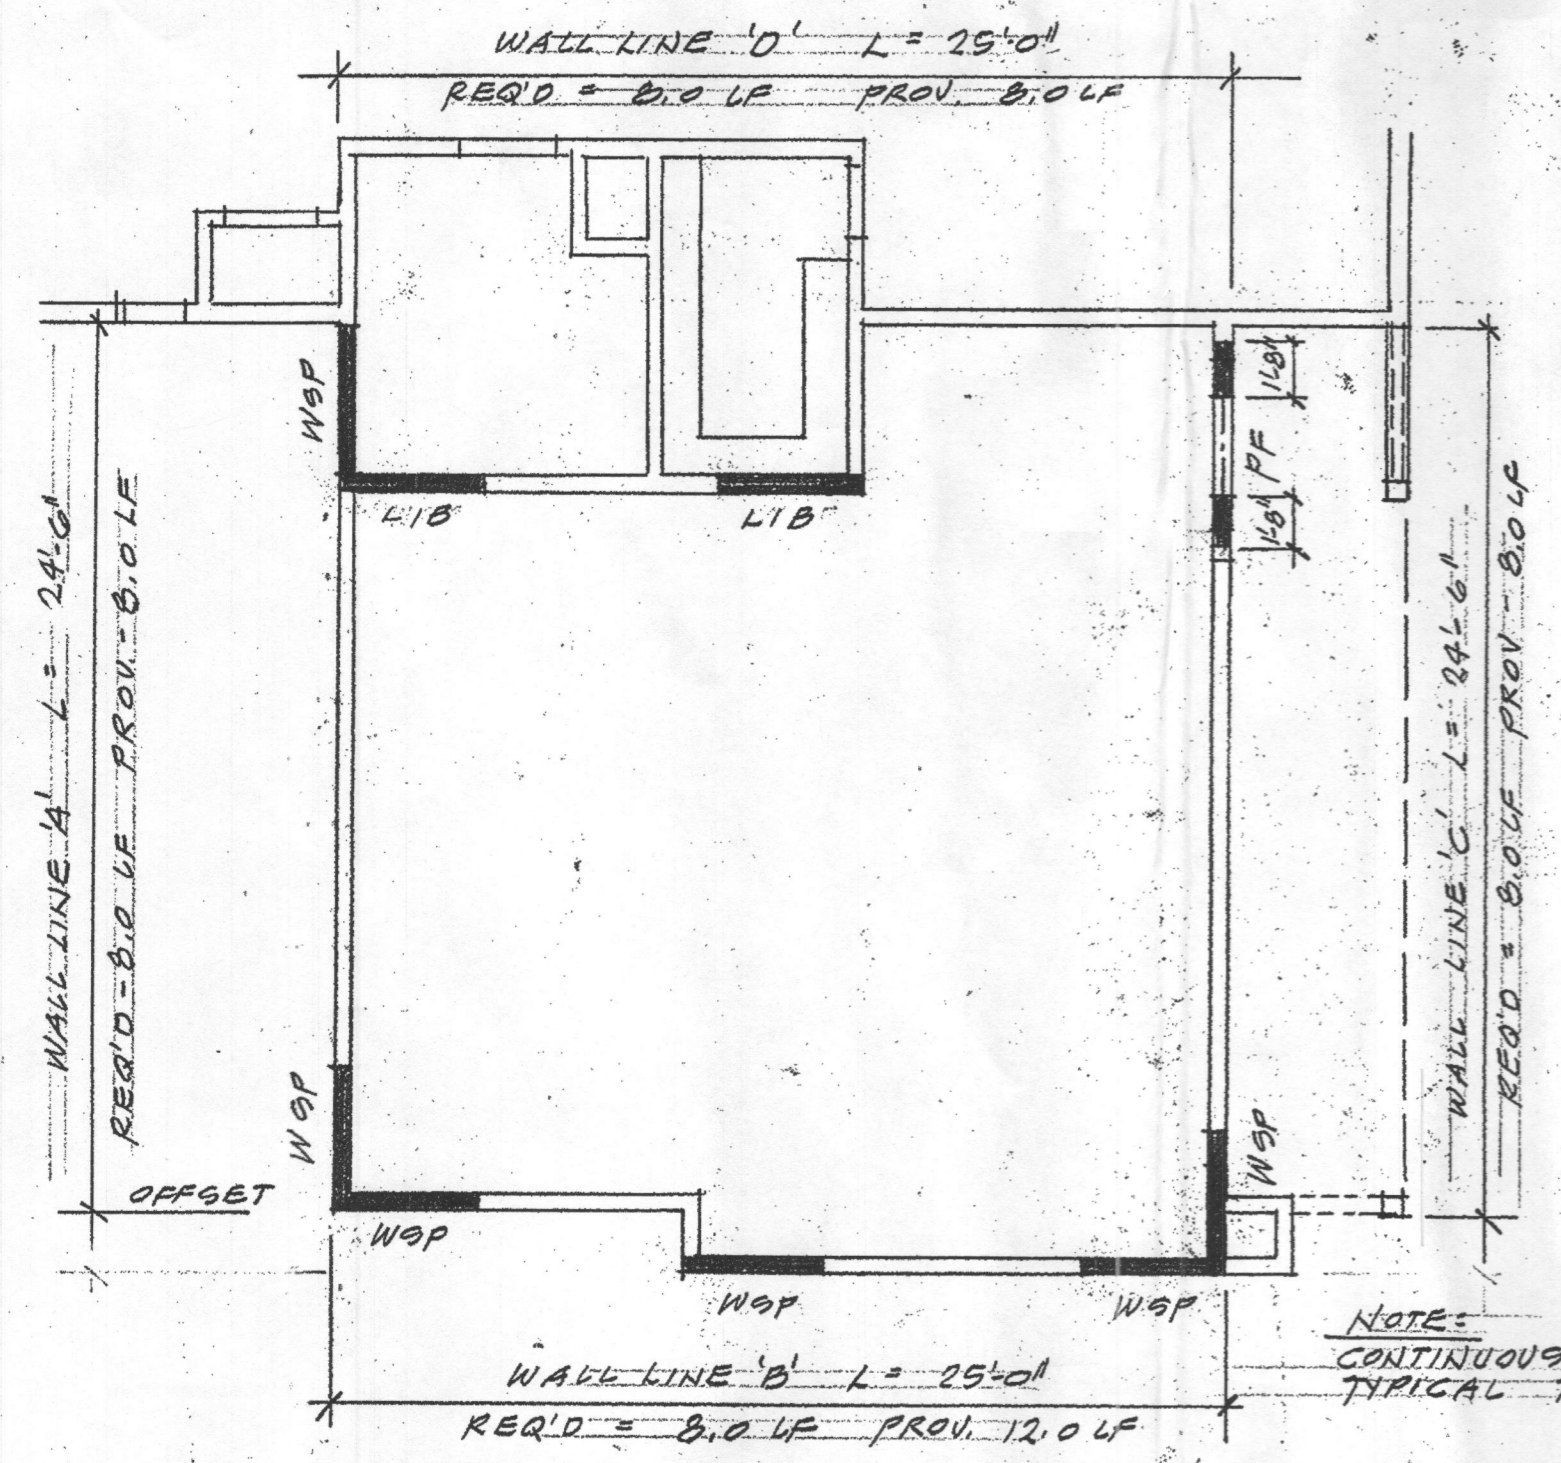 WALL LINE 'D' L = 25'-0"
REQ'D = 8.0 LF PROV. 8.0 LF
WSP
LIB
LIB
1'-8"
PF
1'-8"
WALL LINE 'A' L = 24'-6"
REQ'D = 8.0 LF PROV - 8.0 LF
WALL LINE 'C' L = 24'-6"
REQ'D = 8.0 LF PROV - 8.0 LF
WSP
WSP
OFFSET
WSP
WSP
WSP
NOTE:
CONTINUOUS
TYPICAL
WALL LINE 'B' L = 25'-0"
REQ'D = 8.0 LF PROV. 12.0 LF